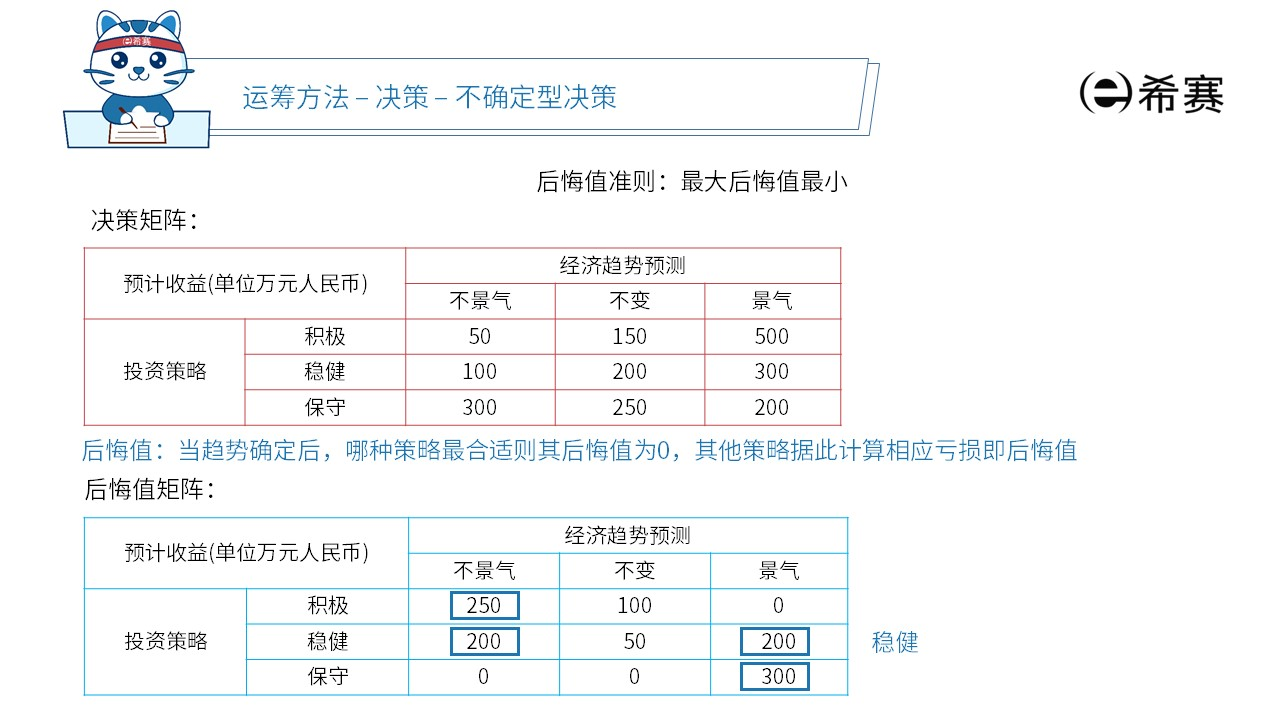 希赛
运筹方法 – 决策 – 不确定型决策
希赛
后悔值准则：最大后悔值最小
决策矩阵：
预计收益(单位万元人民币) 经济趋势预测
不景气 不变 景气
投资策略 积极 50 150 500
稳健 100 200 300
保守 300 250 200
后悔值：当趋势确定后，哪种策略最合适则其后悔值为0，其他策略据此计算相应亏损即后悔值
后悔值矩阵：
预计收益(单位万元人民币) 经济趋势预测
不景气 不变 景气
投资策略 积极 250 100 0
稳健 200 50 200 稳健
保守 0 0 300